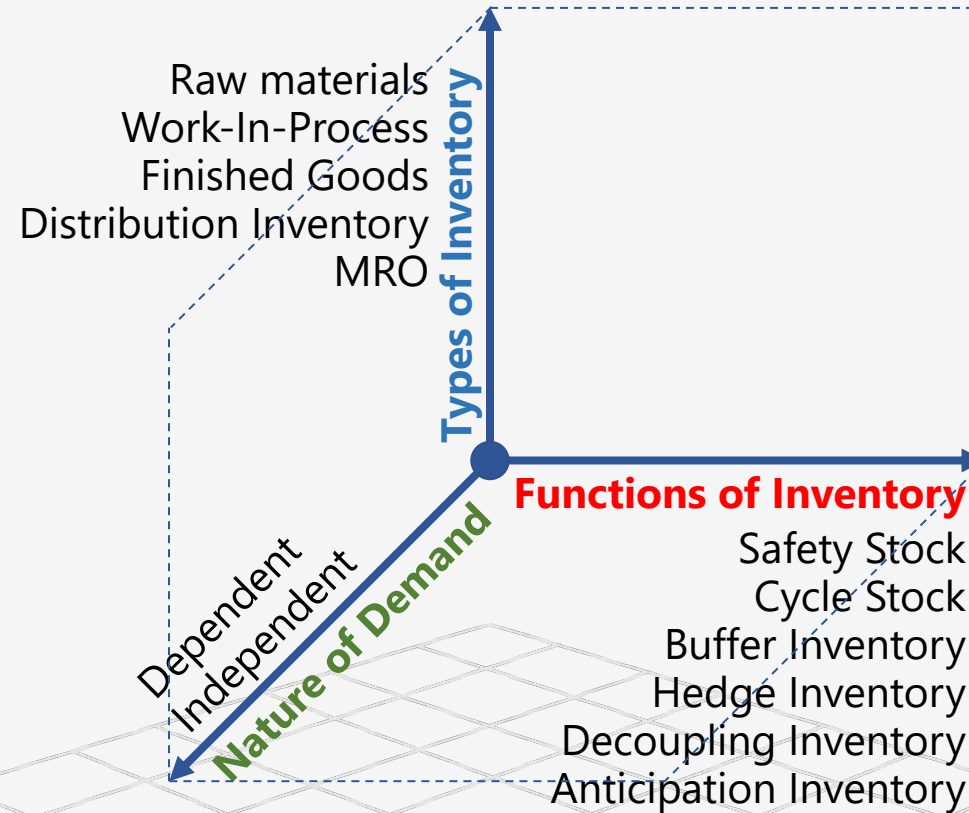 Raw materials
Work-In-Process
Finished Goods
Distribution Inventory
MRO
Types of Inventory
Functions of Inventory
Safety Stock
Cycle Stock
Buffer Inventory
Hedge Inventory
Decoupling Inventory
Anticipation Inventory
Dependent
Independent
Nature of Demand